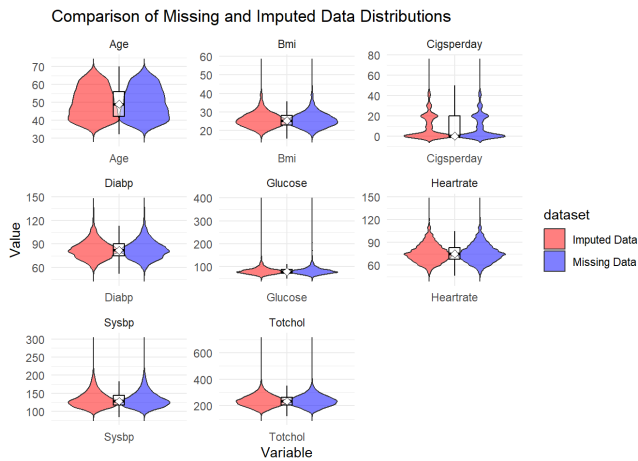 Comparison of Missing and Imputed Data Distributions
Age
Bmi
Cigsperday
70
60
50
40
30
60
50
40
30
20
80
60
40
20
0
Age
Bmi
Cigsperday
Diabp
Glucose
Heartrate
150
120
90
60
400
300
200
100
150
120
90
60
Diabp
Glucose
Heartrate
Sysbp
Totchol
300
250
200
150
100
600
400
200
Sysbp
Totchol
Value
Variable
dataset
Imputed Data
Missing Data